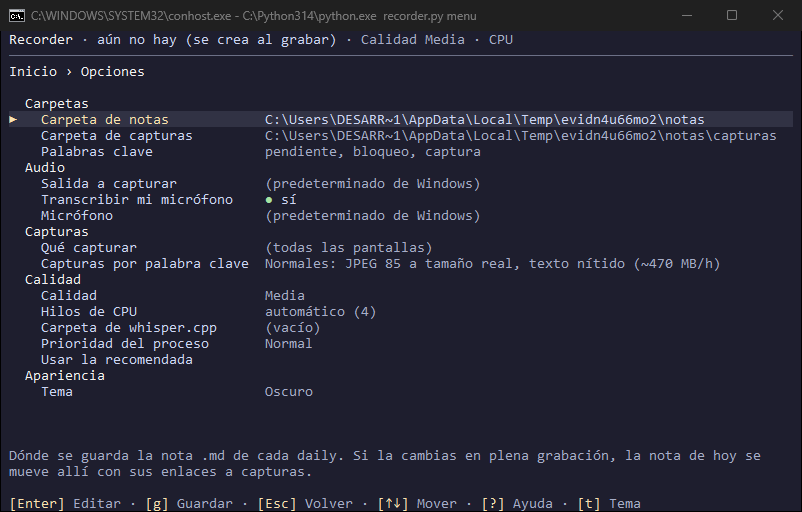 C:\WINDOWS\SYSTEM32\conhost.exe - C:\Python314\python.exe recorder.py menu
Recorder · aún no hay (se crea al grabar) · Calidad Media · CPU
Inicio › Opciones
Carpetas
► Carpeta de notas C:\Users\DESARR~1\AppData\Local\Temp\evidn4u66mo2\notas
Carpeta de capturas C:\Users\DESARR~1\AppData\Local\Temp\evidn4u66mo2\notas\capturas
Palabras clave pendiente, bloqueo, captura
Audio
Salida a capturar (predeterminado de Windows)
Transcribir mi micrófono ● sí
Micrófono (predeterminado de Windows)
Capturas
Qué capturar (todas las pantallas)
Capturas por palabra clave Normales: JPEG 85 a tamaño real, texto nítido (~470 MB/h)
Calidad
Calidad Media
Hilos de CPU automático (4)
Carpeta de whisper.cpp (vacío)
Prioridad del proceso Normal
Usar la recomendada
Apariencia
Tema Oscuro
Dónde se guarda la nota .md de cada daily. Si la cambias en plena grabación, la nota de hoy se
mueve allí con sus enlaces a capturas.
[Enter] Editar · [g] Guardar · [Esc] Volver · [↑↓] Mover · [?] Ayuda · [t] Tema